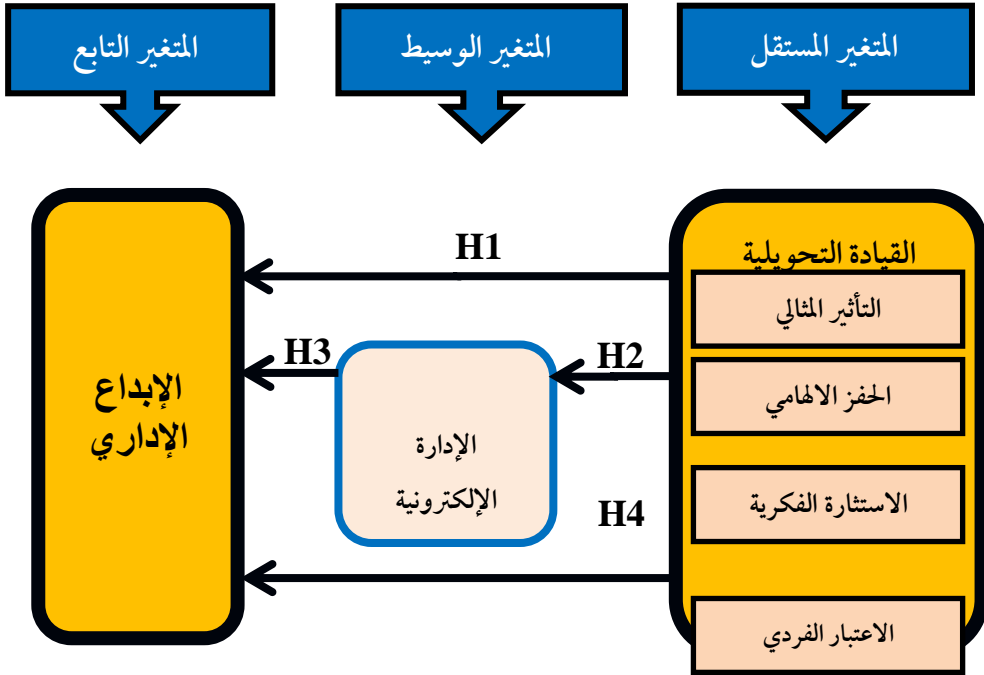 المتغير المستقل
المتغير الوسيط
المتغير التابع
القيادة التحويلية
التأثير المثالي
الحفز الالهامي
الاستثارة الفكرية
الاعتبار الفردي
H1
H2
H3
H4
الإدارة
الإلكترونية
الإبداع
الإداري